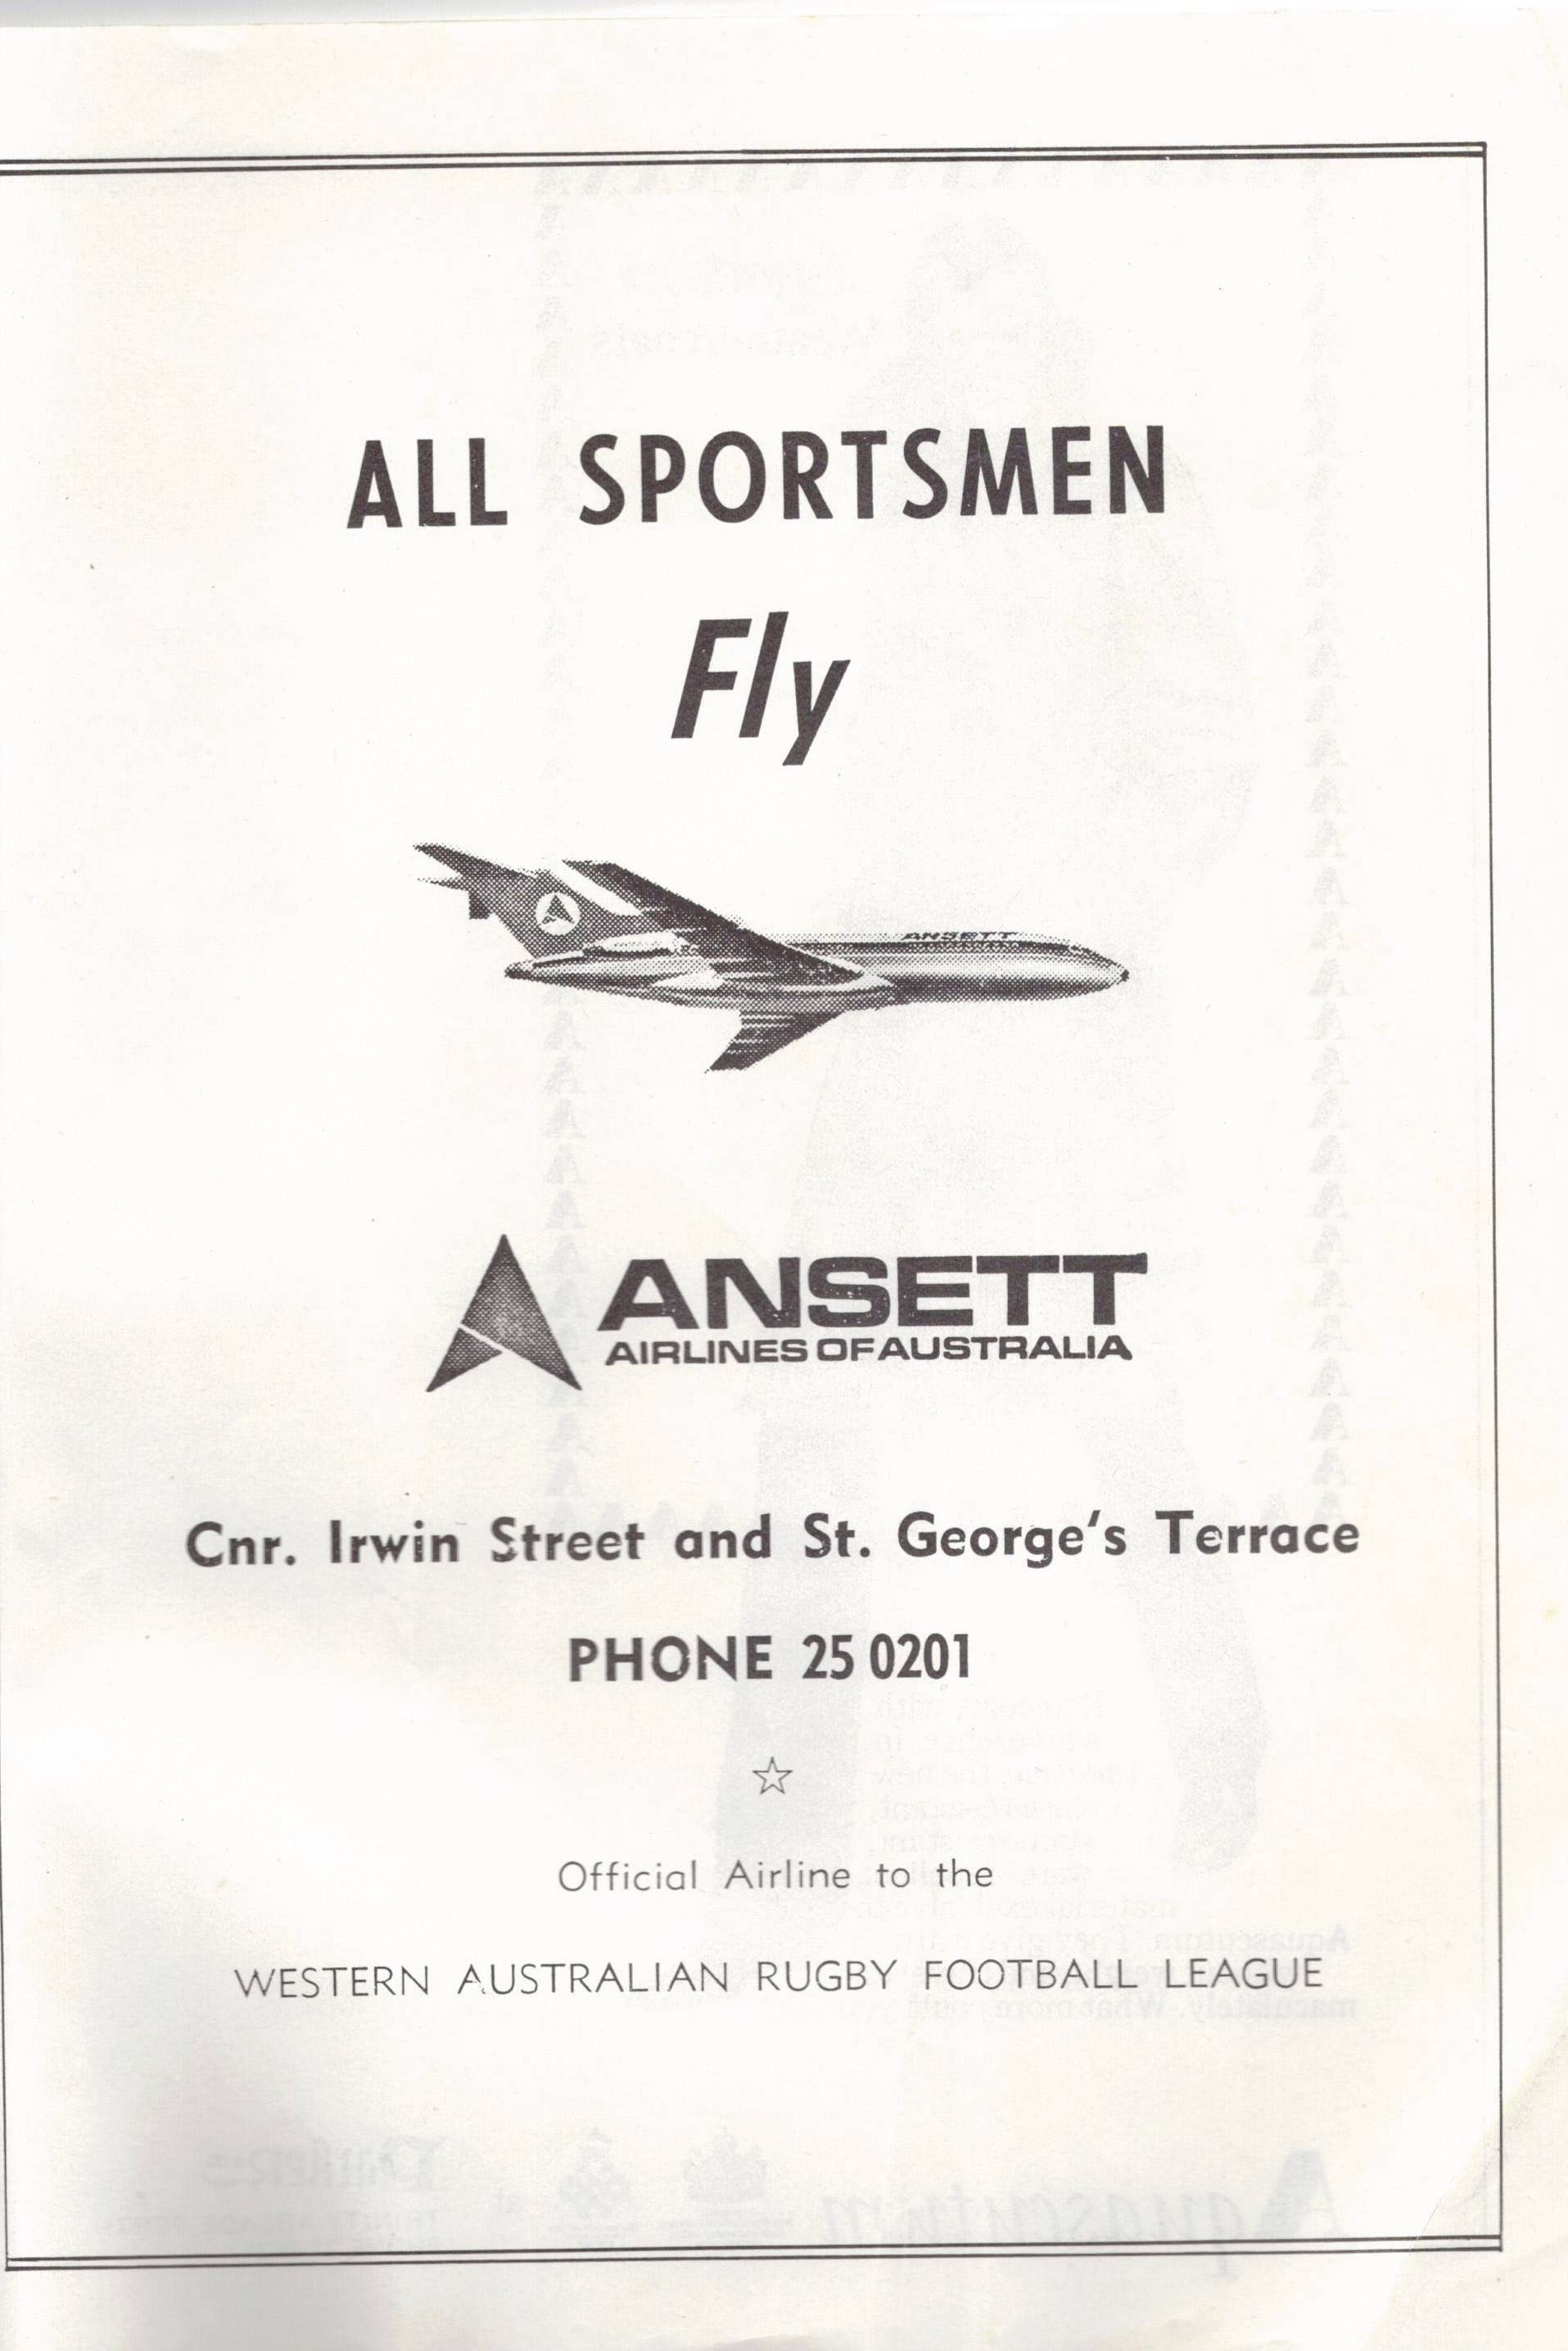 ALL SPORTSMEN
Fly
ANSETT
ANSETT
AIRLINES OF AUSTRALIA
Cnr. Irwin Street and St. George's Terrace
PHONE 25 0201
Official Airline to the
WESTERN AUSTRALIAN RUGBY FOOTBALL LEAGUE